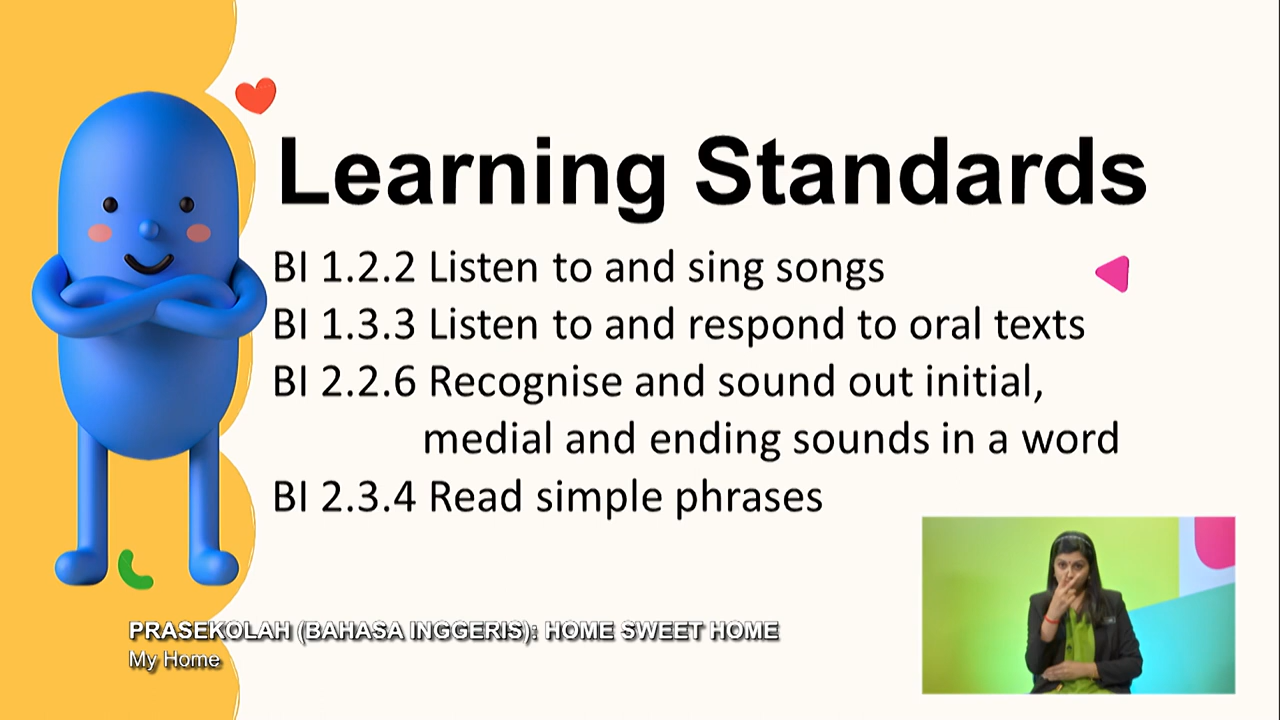 Learning Standards
BI 1.2.2 Listen to and sing songs
BI 1.3.3 Listen to and respond to oral texts
BI 2.2.6 Recognise and sound out initial,
medial and ending sounds in a word
BI 2.3.4 Read simple phrases
PRASEKOLAH (BAHASA INGGERIS): HOME SWEET HOME
My Home